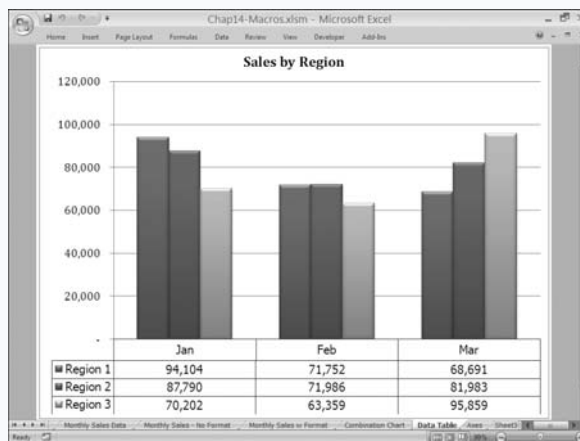 Chap14-Macros.xlsm - Microsoft Excel
Home Insert Page Layout Formulas Data Review View Developer Add-Ins
Sales by Region
120,000
100,000
80,000
60,000
40,000
20,000
-
Jan Feb Mar
Region 1 94,104 71,752 68,691
Region 2 87,790 71,986 81,983
Region 3 70,202 63,359 95,859
Monthly Sales Data Monthly Sales - No Format Monthly Sales w Format Combination Chart Data Table Axes Sheet3
Ready